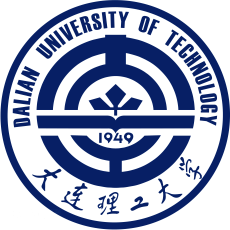 DALIAN UNIVERSITY OF TECHNOLOGY
1949
大连理工大学